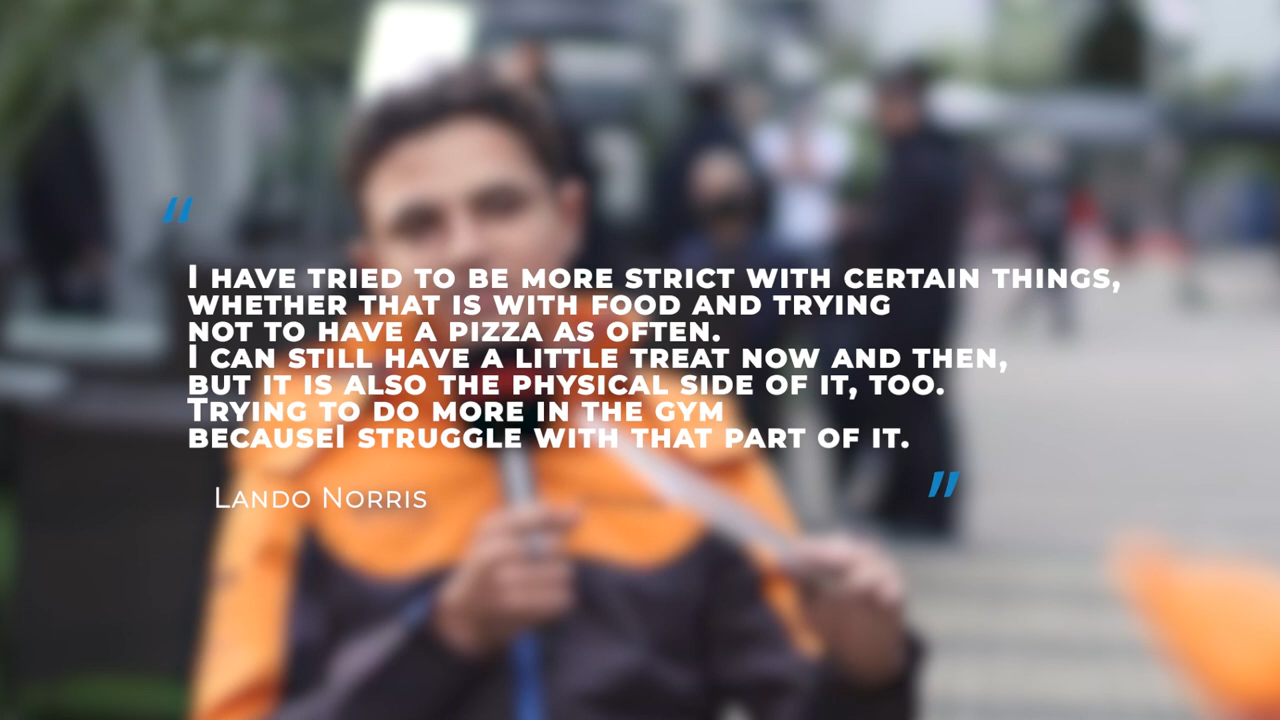 "
I HAVE TRIED TO BE MORE STRICT WITH CERTAIN THINGS,
WHETHER THAT IS WITH FOOD AND TRYING
NOT TO HAVE A PIZZA AS OFTEN.
I CAN STILL HAVE A LITTLE TREAT NOW AND THEN,
BUT IT IS ALSO THE PHYSICAL SIDE OF IT, TOO.
TRYING TO DO MORE IN THE GYM
BECAUSEI STRUGGLE WITH THAT PART OF IT.
"
LANDO NORRIS